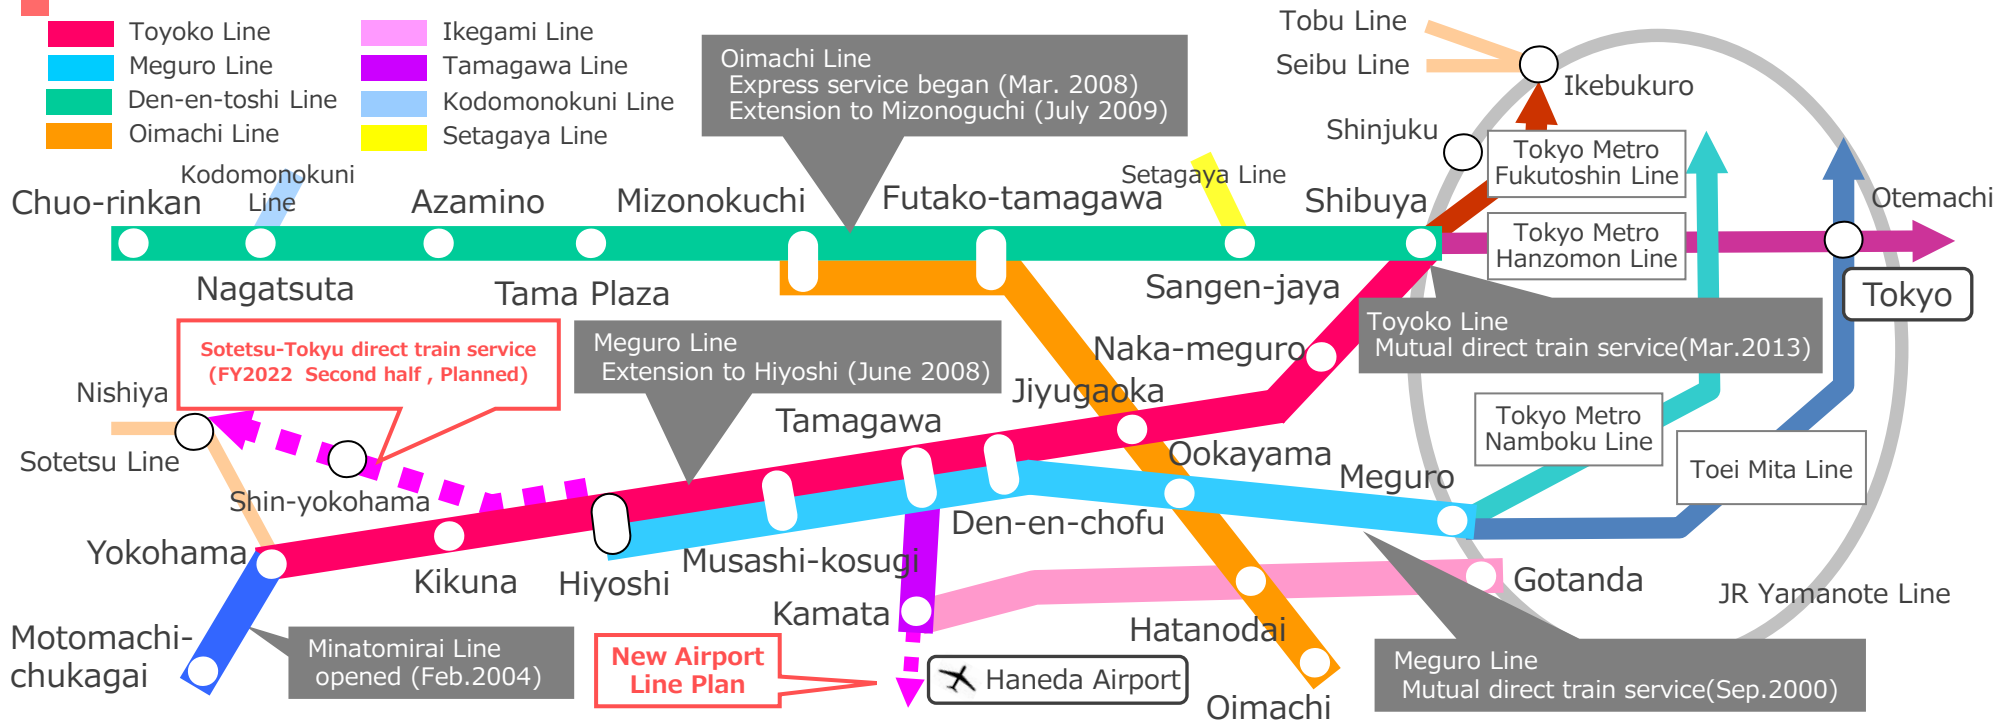 Toyoko Line
Meguro Line
Den-en-toshi Line
Oimachi Line
Ikegami Line
Tamagawa Line
Kodomonokuni Line
Setagaya Line
Oimachi Line
Express service began (Mar. 2008)
Extension to Mizonoguchi (July 2009)
Tobu Line
Seibu Line
Ikebukuro
Shinjuku
Tokyo Metro
Fukutoshin Line
Kodomonokuni
Line
Chuo-rinkan
Azamino
Mizonokuchi
Futako-tamagawa
Setagaya Line
Shibuya
Otemachi
Tokyo Metro
Hanzomon Line
Nagatsuta
Tama Plaza
Sangen-jaya
Tokyo
Sotetsu-Tokyu direct train service
(FY2022 Second half , Planned)
Meguro Line
Extension to Hiyoshi (June 2008)
Naka-meguro
Toyoko Line
Mutual direct train service(Mar.2013)
Nishiya
Sotetsu Line
Shin-yokohama
Tamagawa
Jiyugaoka
Ookayama
Meguro
Tokyo Metro
Namboku Line
Toei Mita Line
Yokohama
Kikuna
Hiyoshi
Musashi-kosugi
Den-en-chofu
Kamata
Gotanda
JR Yamanote Line
Motomachi-
chukagai
Minatomirai Line
opened (Feb.2004)
New Airport
Line Plan
Haneda Airport
Hatanodai
Oimachi
Meguro Line
Mutual direct train service(Sep.2000)